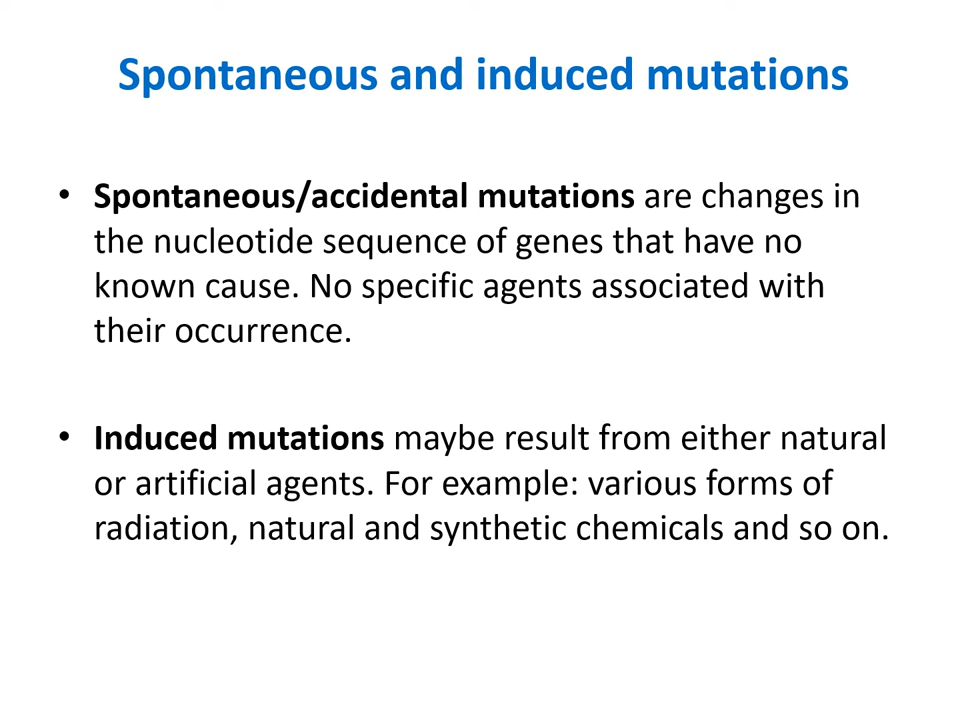 Spontaneous and induced mutations
• Spontaneous/accidental mutations are changes in
the nucleotide sequence of genes that have no
known cause. No specific agents associated with
their occurrence.
• Induced mutations maybe result from either natural
or artificial agents. For example: various forms of
radiation, natural and synthetic chemicals and so on.